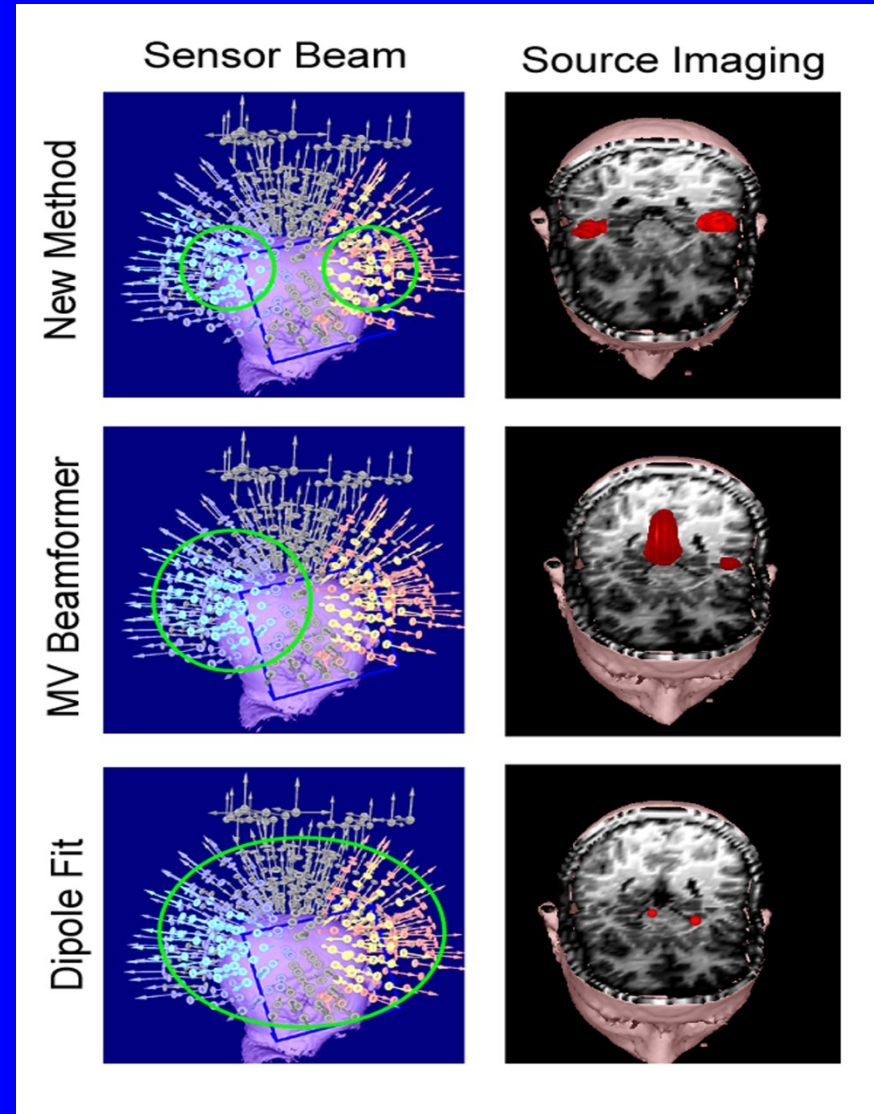 Sensor Beam
Source Imaging
New Method
MV Beamformer
Dipole Fit